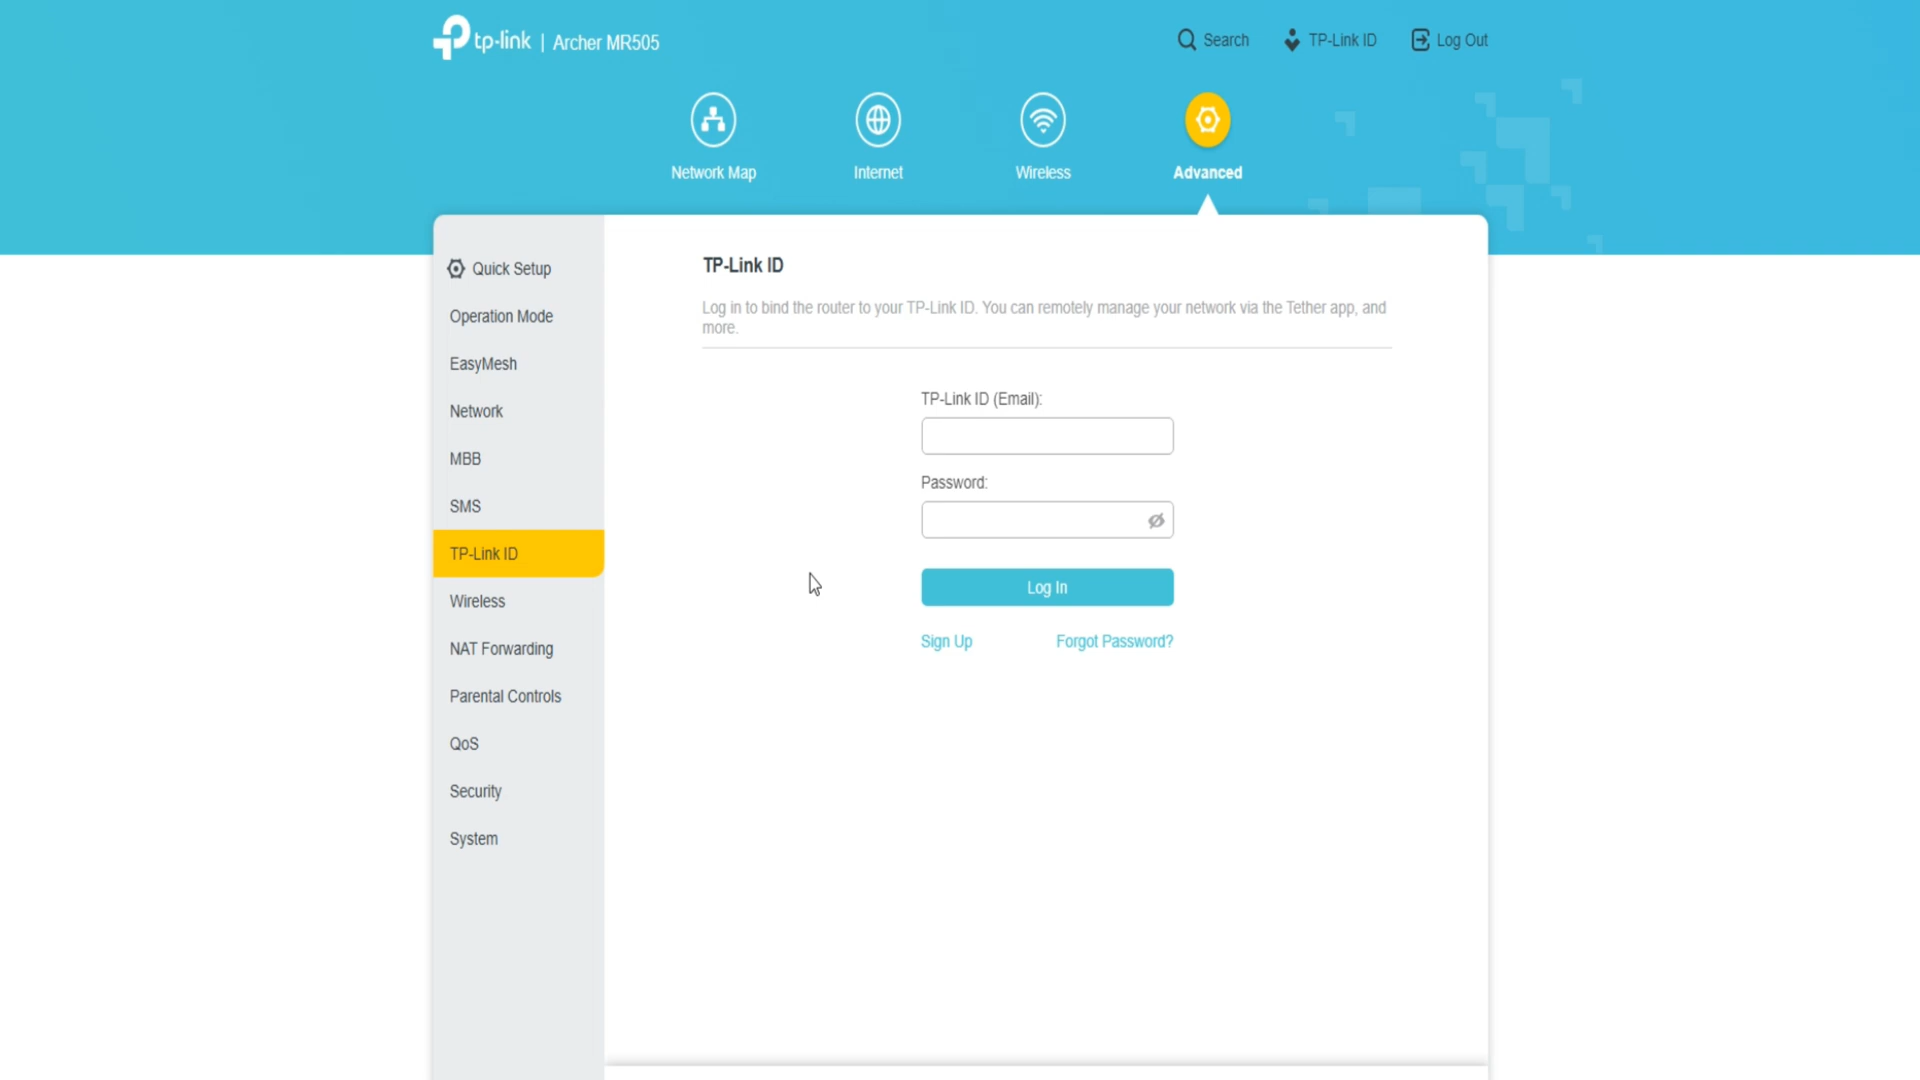 tp-link | Archer MR505
Search
TP-Link ID
Log Out
Network Map
Internet
Wireless
Advanced
Quick Setup
Operation Mode
EasyMesh
Network
MBB
SMS
TP-Link ID
Wireless
NAT Forwarding
Parental Controls
QoS
Security
System
TP-Link ID
Log in to bind the router to your TP-Link ID. You can remotely manage your network via the Tether app, and
more.
TP-Link ID (Email):
Password:
Log In
Sign Up
Forgot Password?